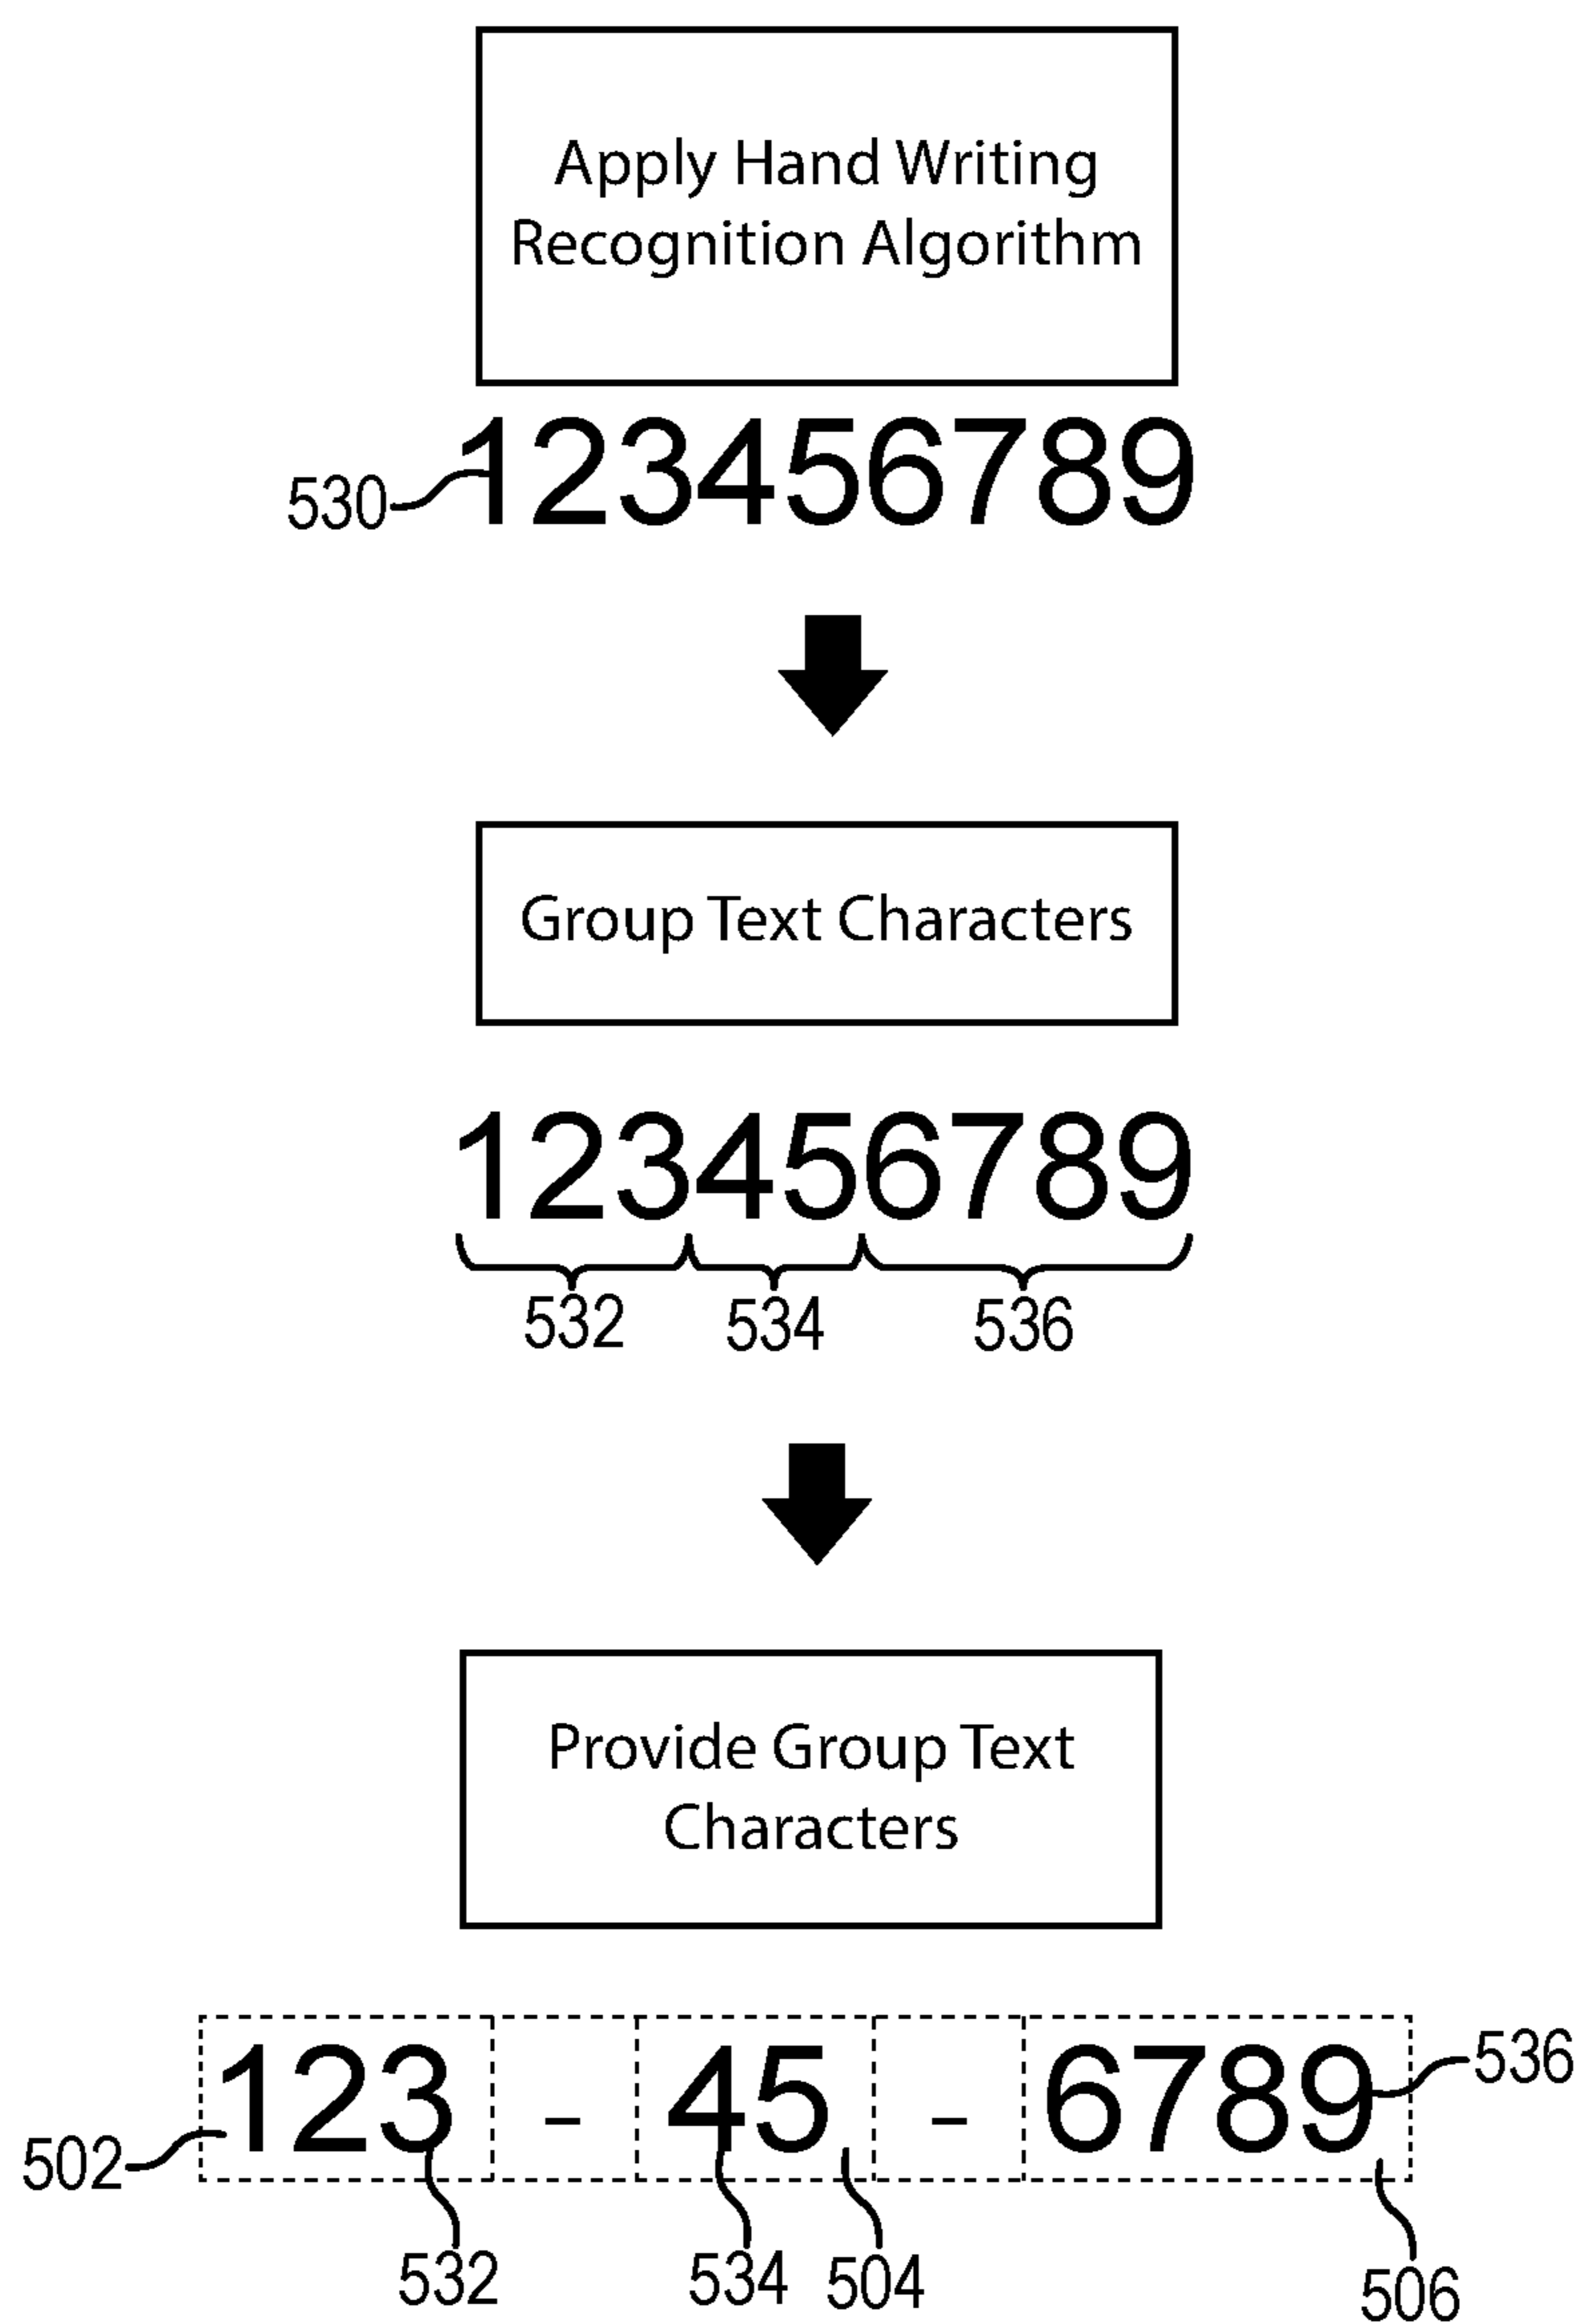 Apply Hand Writing
Recognition Algorithm
123456789
530
Group Text Characters
123456789
532 534 536
Provide Group Text
Characters
123 - 45 - 6789
536
502
532 534 504 506